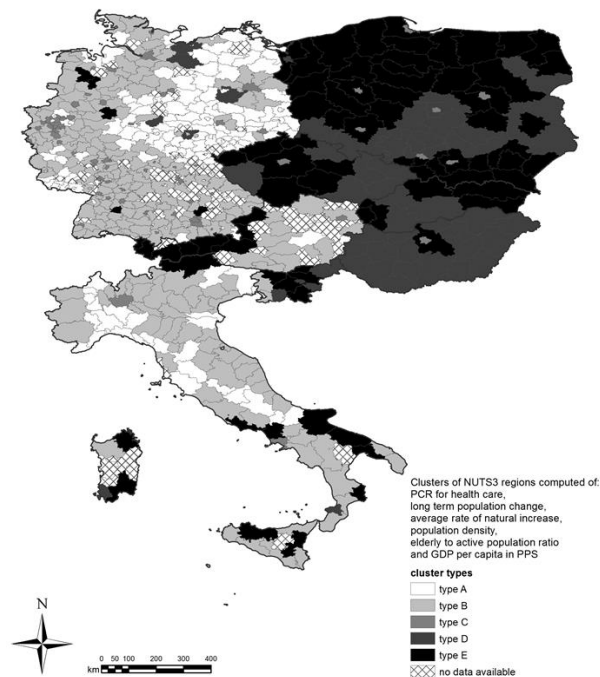 Clusters of NUTS3 regions computed of:
PCR for health care,
long term population change,
average rate of natural increase,
population density,
elderly to active population ratio
and GDP per capita in PPS
cluster types
type A
type B
type C
type D
type E
no data available
N
km
0 50 100 200 300 400